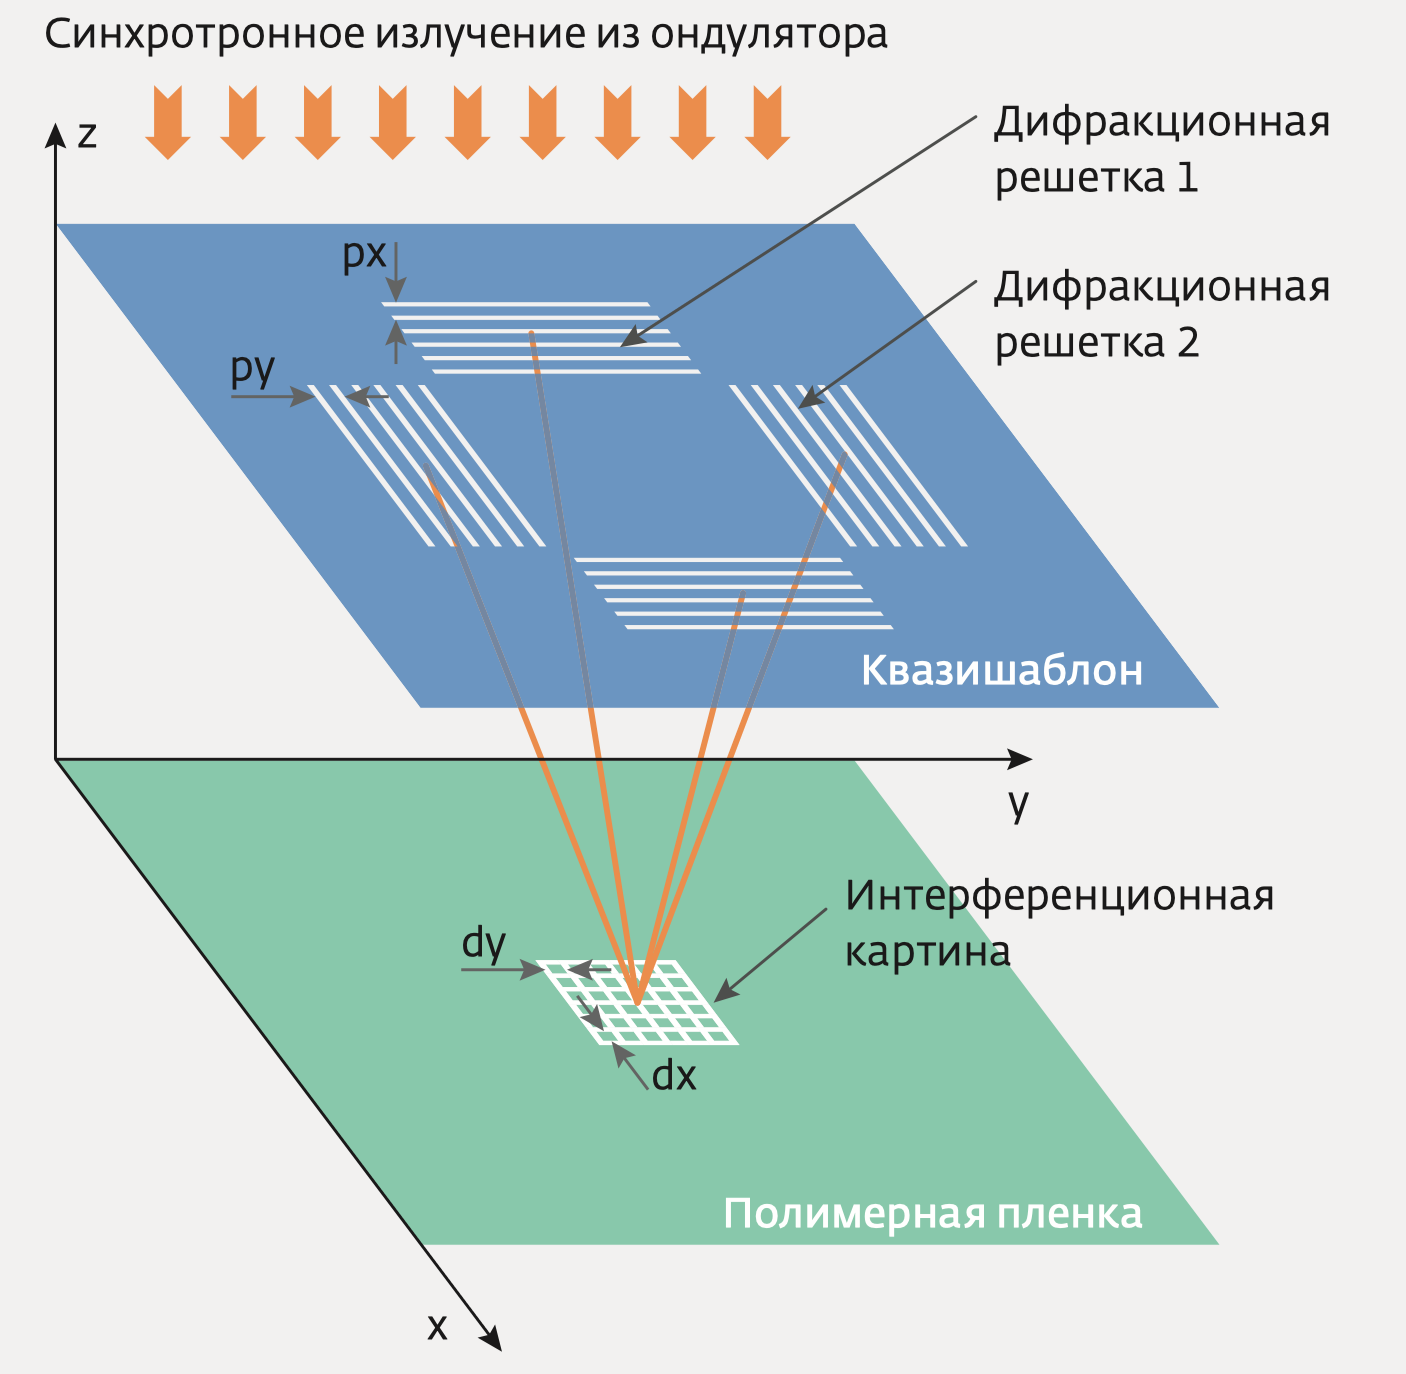 Синхротронное излучение из ондулятора
z
Дифракционная
решетка 1
px
Дифракционная
решетка 2
py
Квазишаблон
y
Интерференционная
картина
dy
dx
Полимерная пленка
x